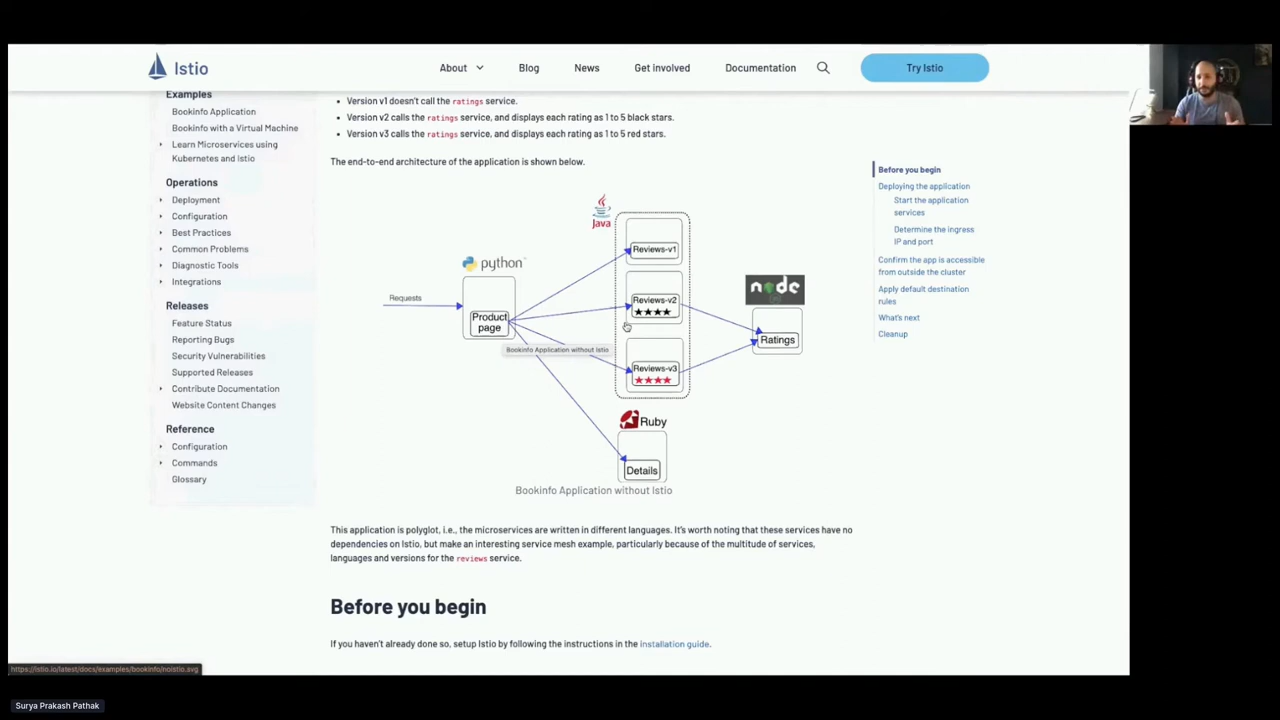 Istio
About
Blog
News
Get involved
Documentation
Try Istio
Examples
Bookinfo Application
Bookinfo with a Virtual Machine
Learn Microservices using
Kubernetes and Istio
Operations
Deployment
Configuration
Best Practices
Common Problems
Diagnostic Tools
Integrations
Releases
Feature Status
Reporting Bugs
Security Vulnerabilities
Supported Releases
Contribute Documentation
Website Content Changes
Reference
Configuration
Commands
Glossary
Version v1 doesn't call the ratings service.
Version v2 calls the ratings service, and displays each rating as 1 to 5 black stars.
Version v3 calls the ratings service, and displays each rating as 1 to 5 red stars.
The end-to-end architecture of the application is shown below.
Java
python
Requests
Product
page
Reviews-v1
Reviews-v2
Reviews-v3
node
Ratings
Bookinfo Application without Istio
Ruby
Details
Bookinfo Application without Istio
This application is polyglot, i.e., the microservices are written in different languages. It's worth noting that these services have no
dependencies on Istio, but make an interesting service mesh example, particularly because of the multitude of services,
languages and versions for the reviews service.
Before you begin
If you haven't already done so, setup Istio by following the instructions in the installation guide.
Before you begin
Deploying the application
Start the application
services
Determine the ingress
IP and port
Confirm the app is accessible
from outside the cluster
Apply default destination
rules
What's next
Cleanup
https://istio.io/latest/docs/examples/bookinfo/noistio.svg
Surya Prakash Pathak